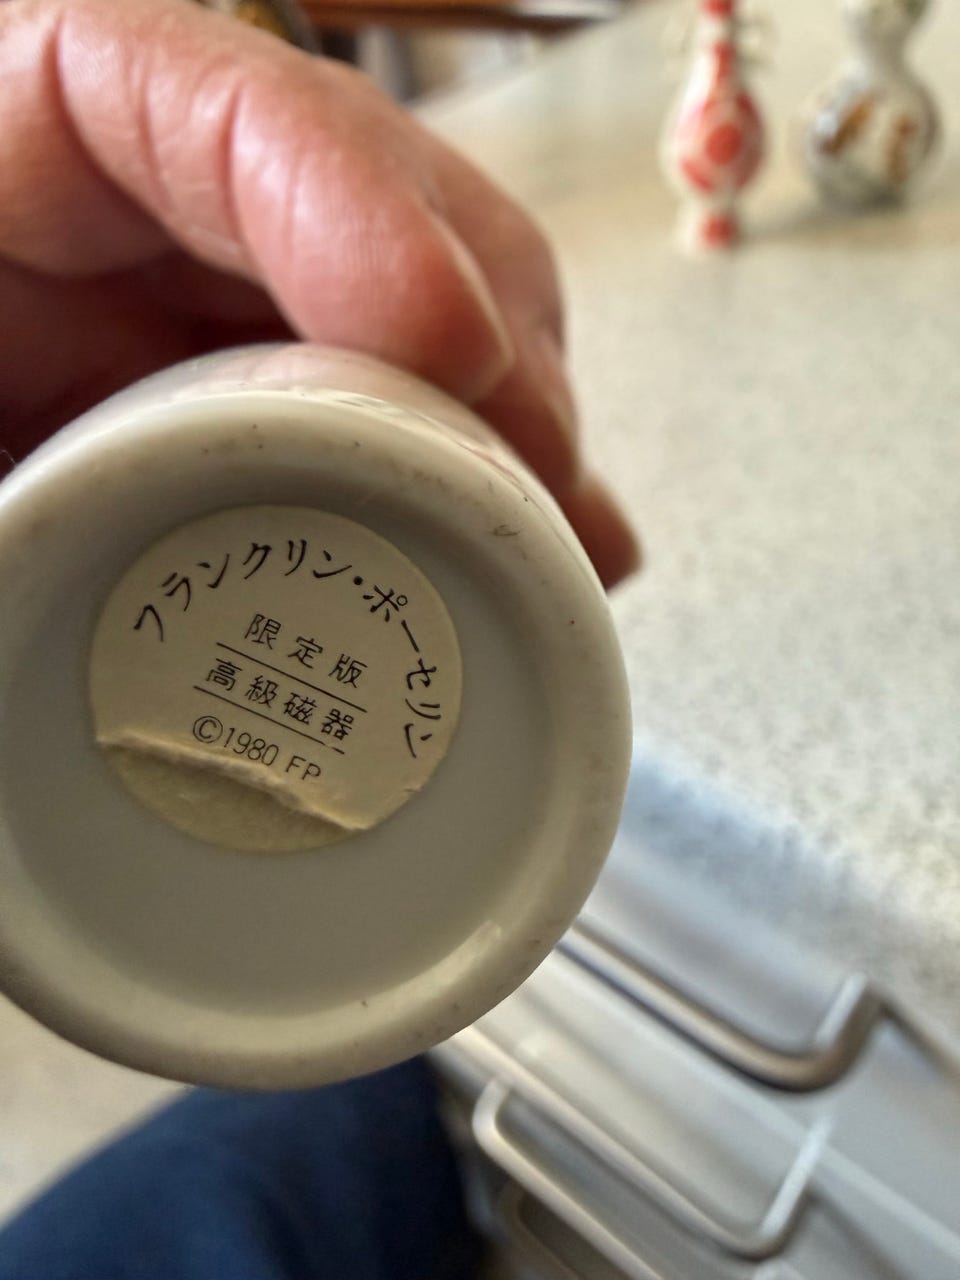 フランクリン・ポーセリン
限定版
高級磁器
©1980 FP